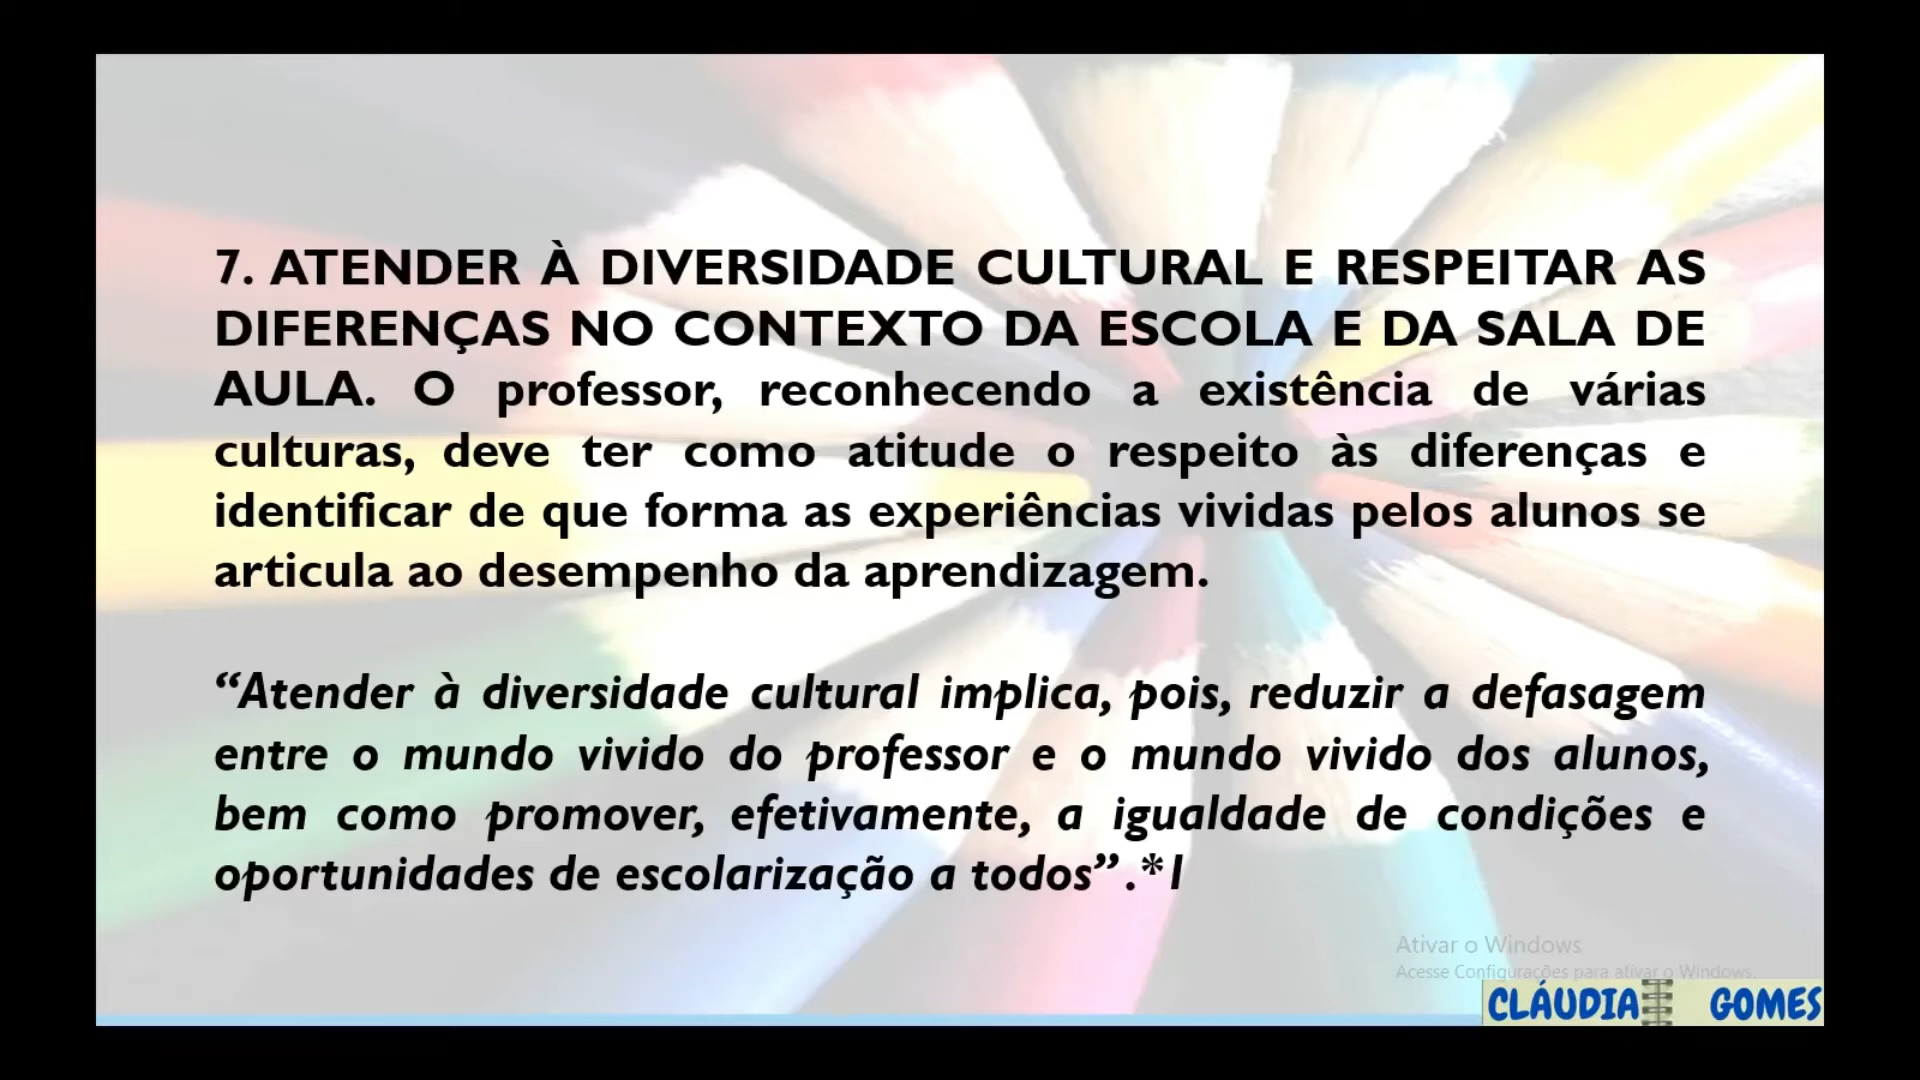 7. ATENDER À DIVERSIDADE CULTURAL E RESPEITAR AS
DIFERENÇAS NO CONTEXTO DA ESCOLA E DA SALA DE
AULA. O professor, reconhecendo a existência de várias
culturas, deve ter como atitude o respeito às diferenças e
identificar de que forma as experiências vividas pelos alunos se
articula ao desempenho da aprendizagem.
“Atender à diversidade cultural implica, pois, reduzir a defasagem
entre o mundo vivido do professor e o mundo vivido dos alunos,
bem como promover, efetivamente, a igualdade de condições e
oportunidades de escolarização a todos”.*1
Ativar o Windows
Acesse Configurações para ativar o Windows.
CLÁUDIA GOMES